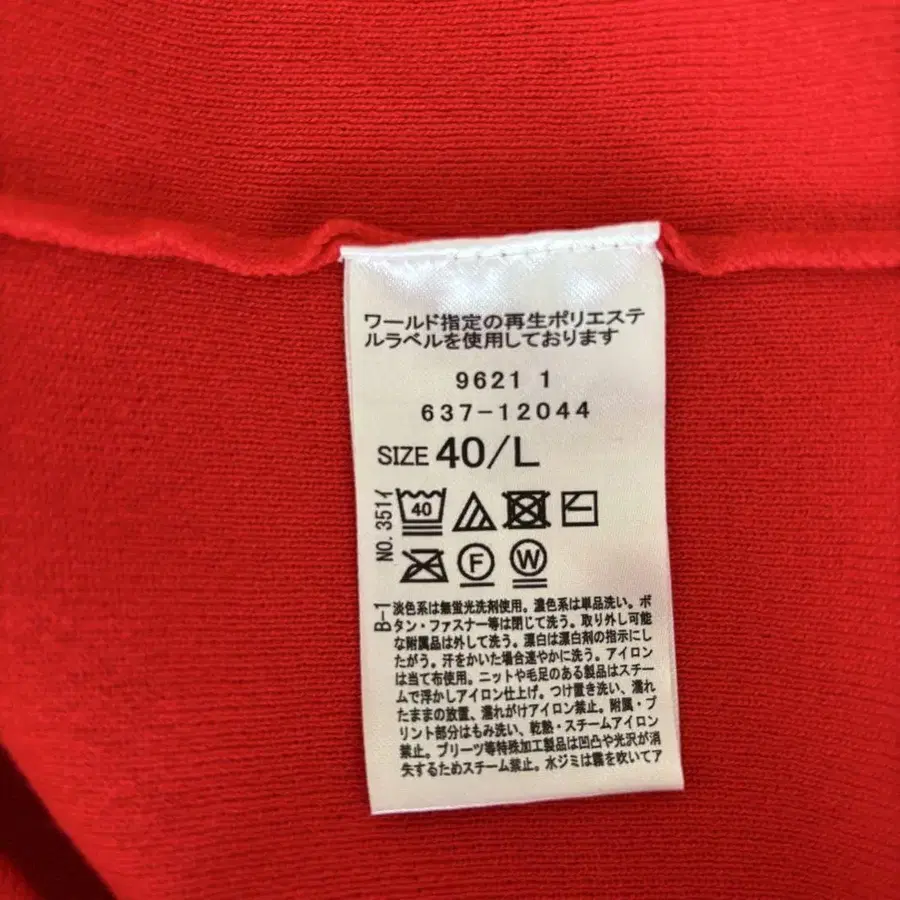 ワールド指定の再生ポリエステ
ルラベルを使用しております
9621 1
637-12044
SIZE 40/L
NO. 3514
40
F
W
B-1
淡色系は無蛍光洗剤使用。濃色系は単品洗い。ボ
タン・ファスナー等は閉じて洗う。取り外し可能
な附属品は外して洗う。漂白は漂白剤の指示にし
たがう。汗をかいた場合速やかに洗う。アイロン
は当て布使用。ニットや毛足のある製品はスチー
ムで浮かしアイロン仕上げ。つけ置き洗い、濡れ
たままの放置、濡れがけアイロン禁止。附属・プ
リント部分はもみ洗い、乾熱・スチームアイロン
禁止。プリーツ等特殊加工製品は凹凸や光沢が消
失するためスチーム禁止。水ジミは霧を吹いてア